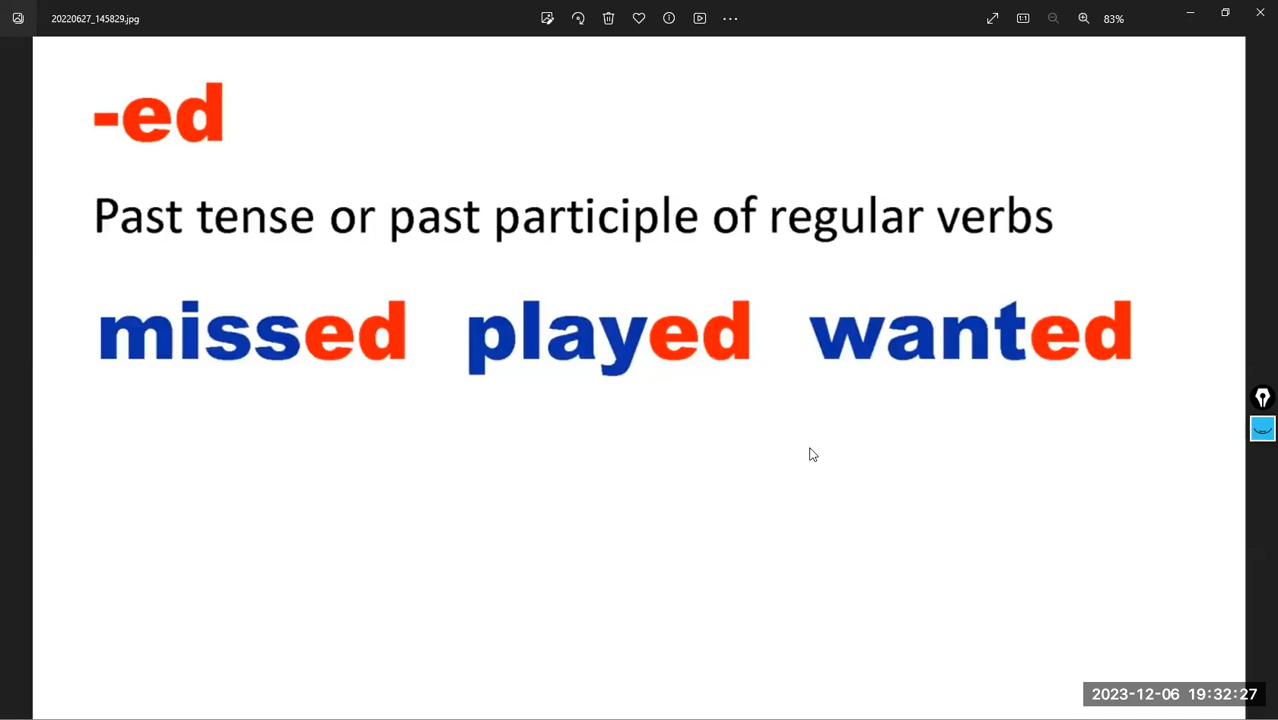 20220627_145829.jpg
83%
-ed
Past tense or past participle of regular verbs
missed played wanted
2023-12-06 19:32:27